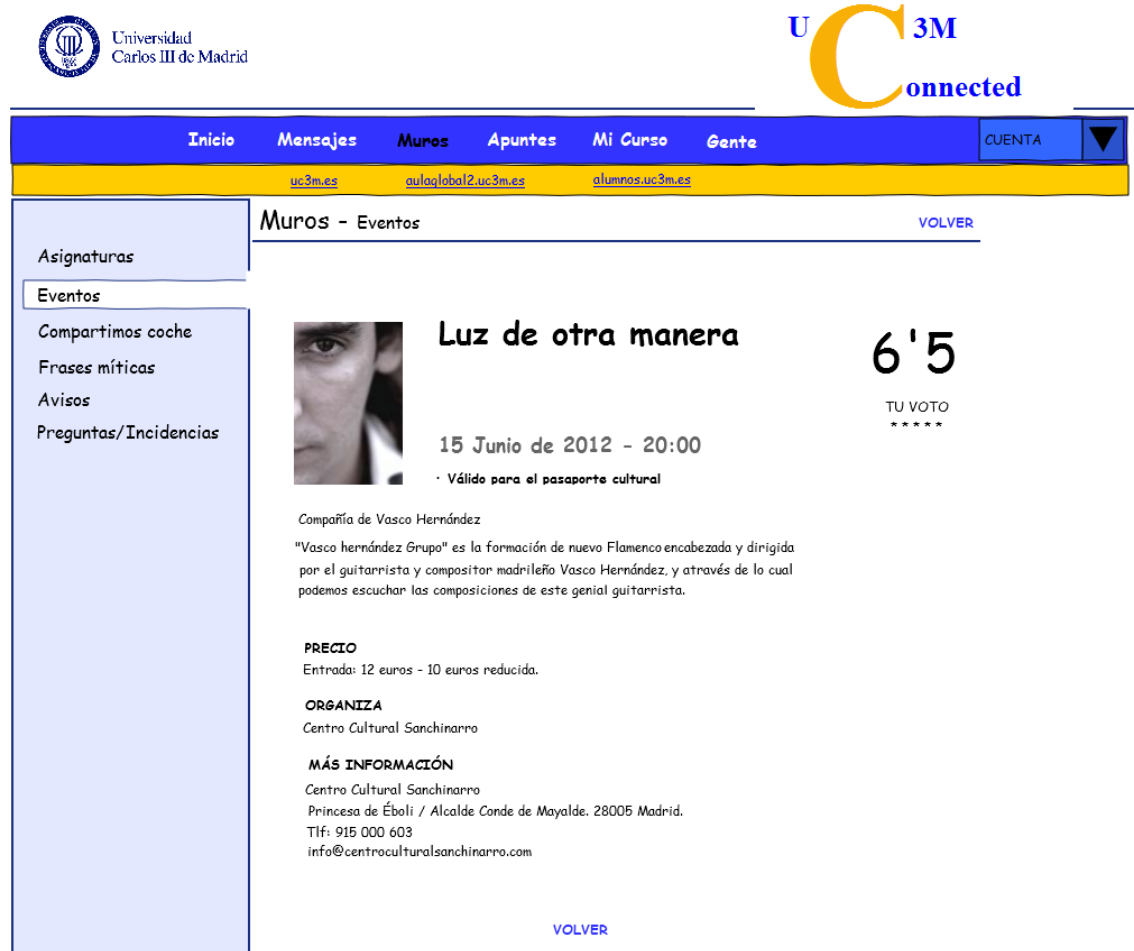 Universidad
Carlos III de Madrid
U C 3M
onnected
Inicio Mensajes Muros Apuntes Mi Curso Gente CUENTA
uc3m.es aulaglobal2.uc3m.es alumnos.uc3m.es
Muros - Eventos VOLVER
Asignaturas
Eventos
Compartimos coche
Frases míticas
Avisos
Preguntas/Incidencias
Luz de otra manera
6'5
TU VOTO
* * * * *
15 Junio de 2012 - 20:00
· Válido para el pasaporte cultural
Compañía de Vasco Hernández
"Vasco hernández Grupo" es la formación de nuevo Flamenco encabezada y dirigida
por el guitarrista y compositor madrileño Vasco Hernández, y através de lo cual
podemos escuchar las composiciones de este genial guitarrista.
PRECIO
Entrada: 12 euros - 10 euros reducida.
ORGANIZA
Centro Cultural Sanchinarro
MÁS INFORMACIÓN
Centro Cultural Sanchinarro
Princesa de Éboli / Alcalde Conde de Mayalde. 28005 Madrid.
Tlf: 915 000 603
info@centroculturalsanchinarro.com
VOLVER